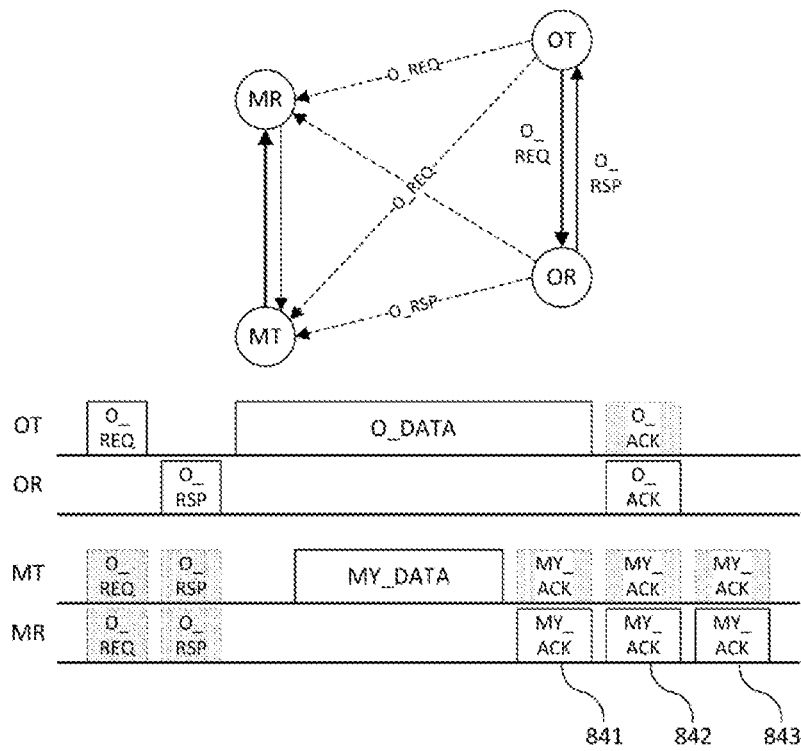 OT
O_REQ
MR
O_
REQ
O_
RSP
O_REQ
OR
O_RSP
MT
OT
O_
REQ
O_DATA
O_
ACK
OR
O_
RSP
O_
ACK
MT
O_
REQ
O_
RSP
MY_DATA
MY_
ACK
MY_
ACK
MY_
ACK
MR
O_
REQ
O_
RSP
MY_
ACK
MY_
ACK
MY_
ACK
841
842
843